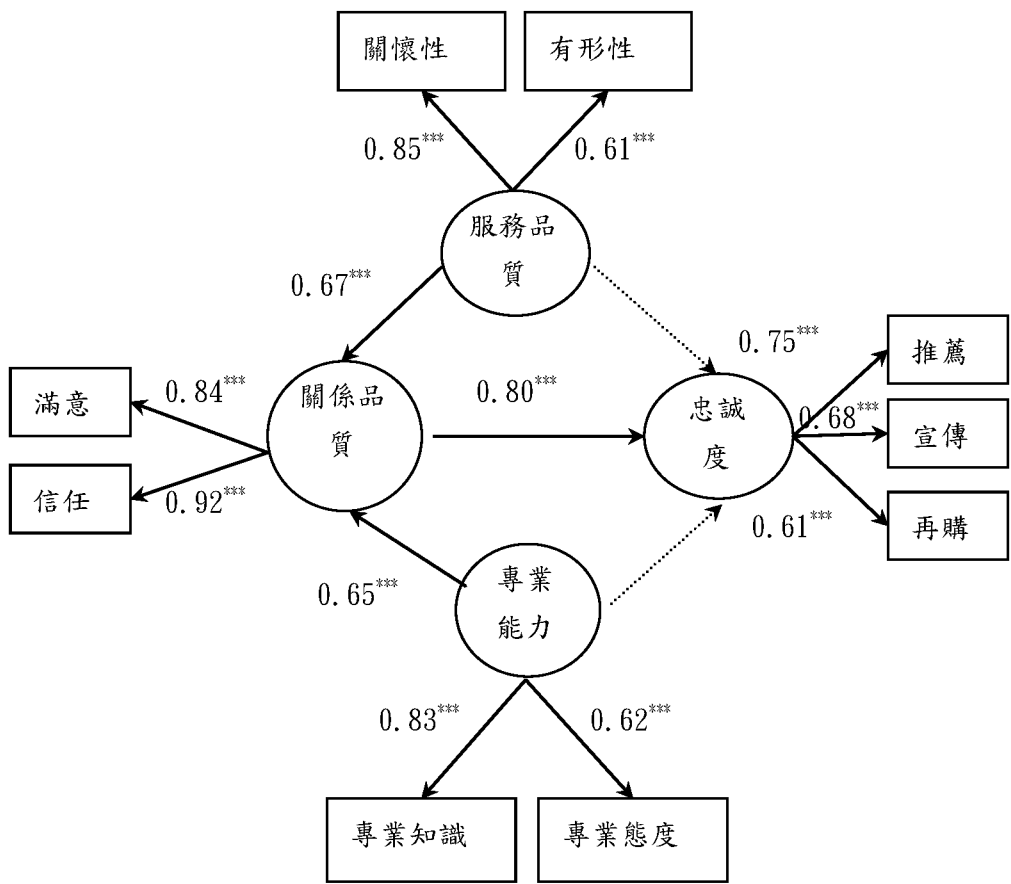 關懷性
有形性
0.85***
0.61***
服務品
質
0.67***
0.75***
推薦
滿意
0.84***
關係品
質
0.80***
忠誠
度
0.68***
宣傳
信任
0.92***
0.61***
再購
0.65***
專業
能力
0.83***
0.62***
專業知識
專業態度